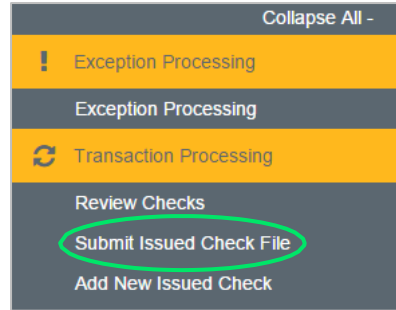 Collapse All -
! Exception Processing
Exception Processing
Transaction Processing
Review Checks
Submit Issued Check File
Add New Issued Check